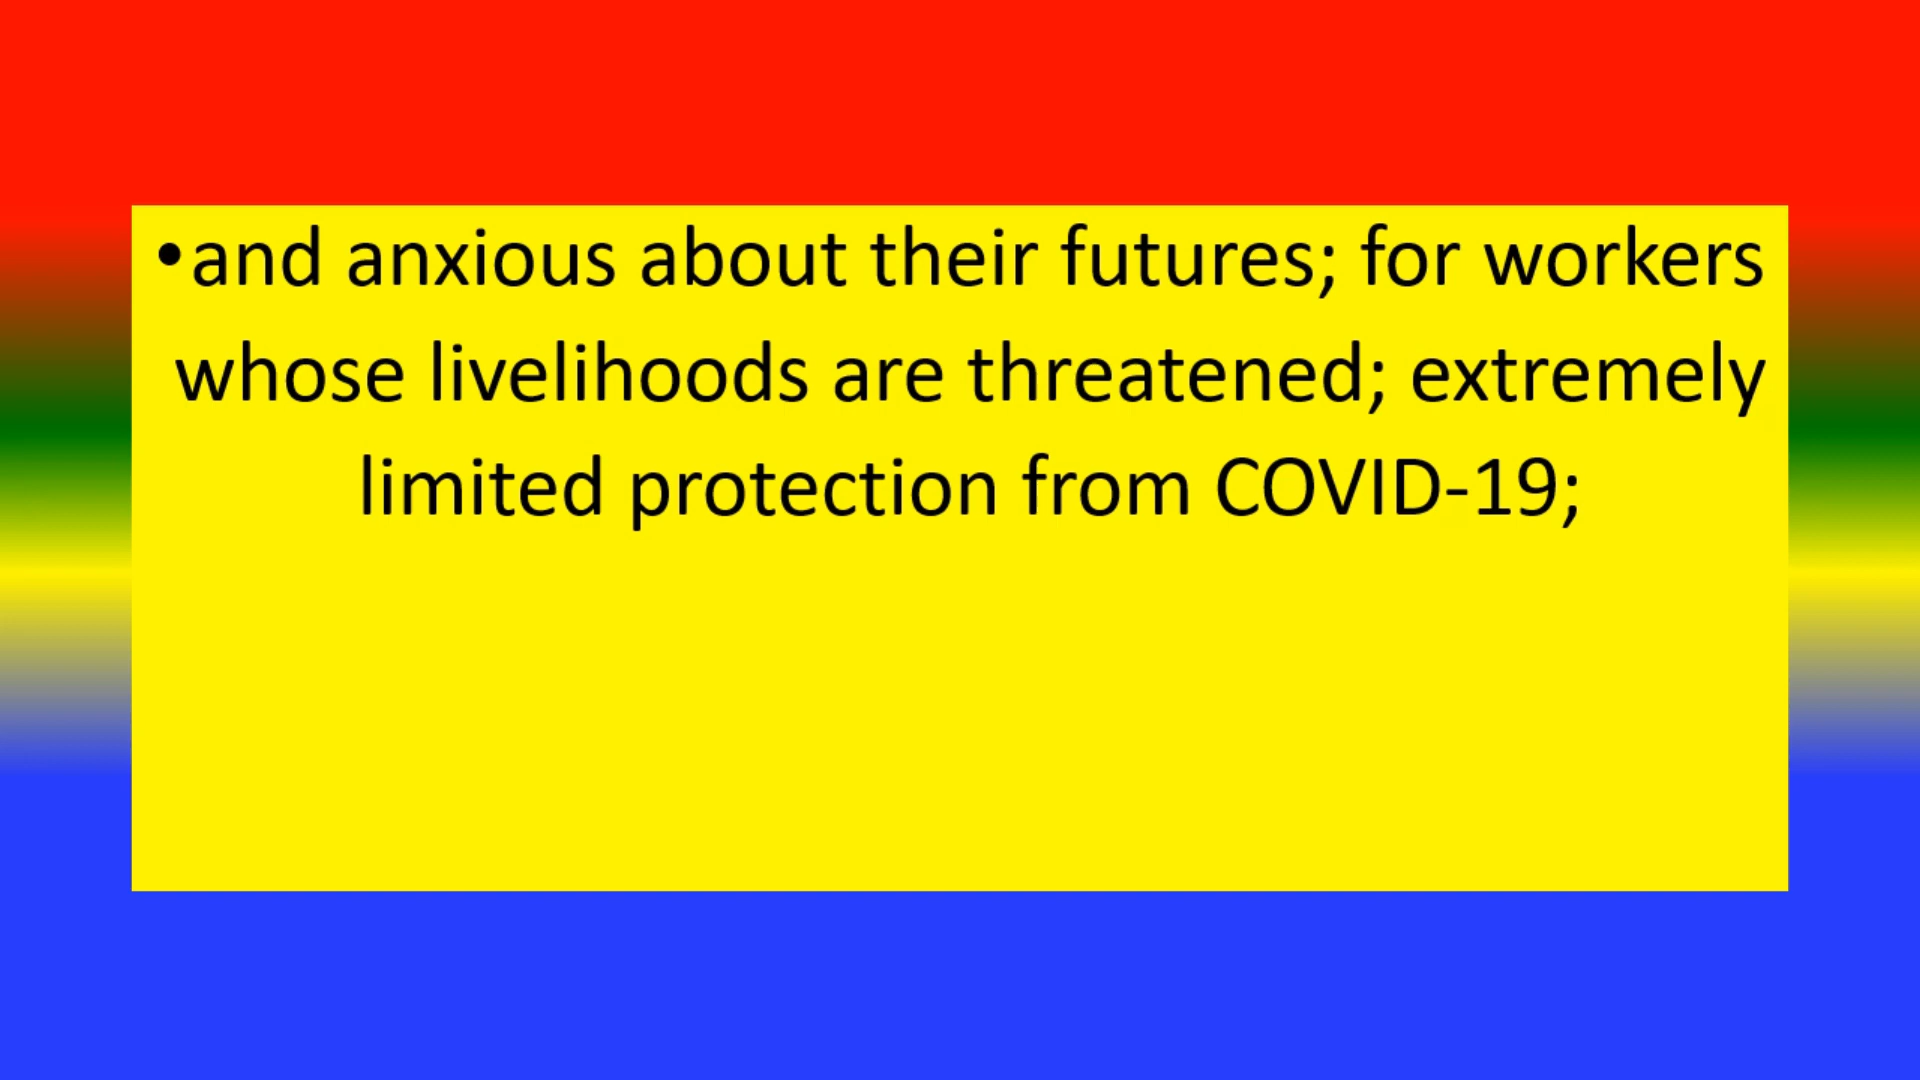 •and anxious about their futures; for workers
whose livelihoods are threatened; extremely
limited protection from COVID-19;